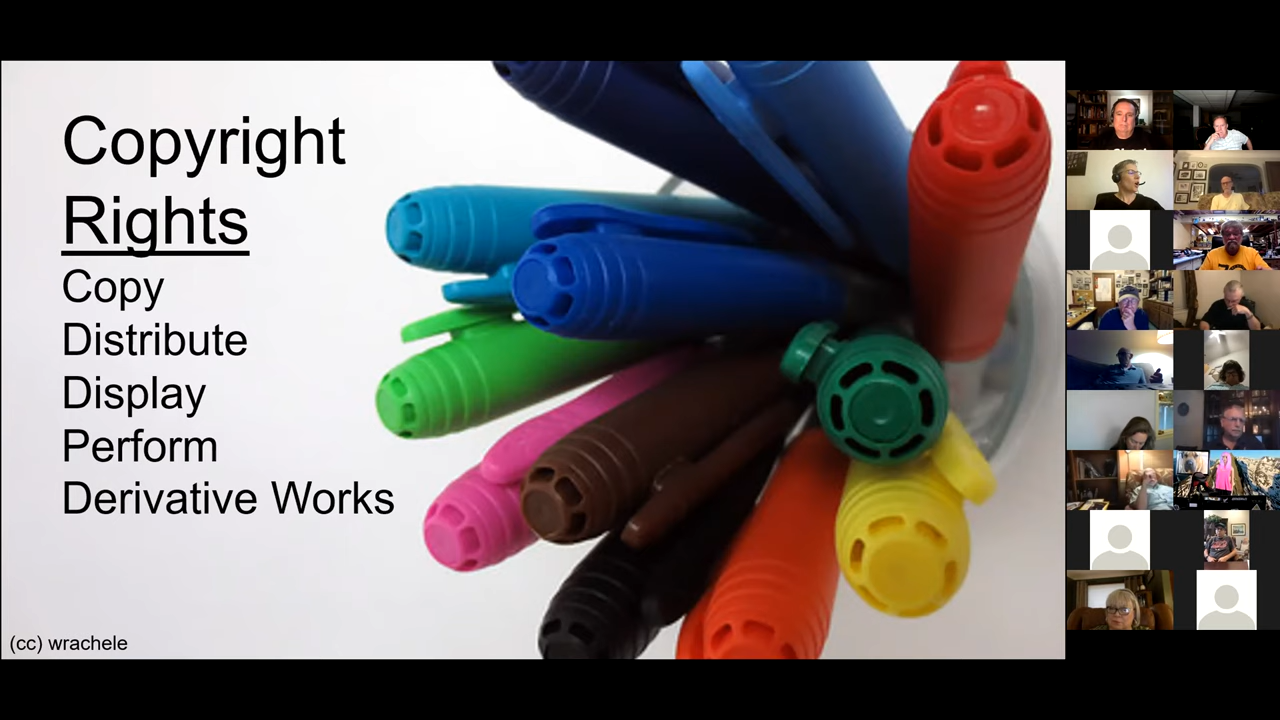 Copyright
Rights
Copy
Distribute
Display
Perform
Derivative Works
(cc) wrachele